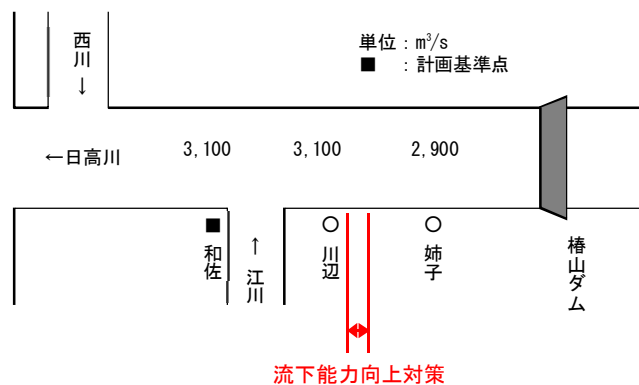 西川
↓
単位：m³/s
■ ：計画基準点
←日高川
3,100
3,100
2,900
■
和佐
↑
江川
○
川辺
○
姉子
椿山ダム
流下能力向上対策